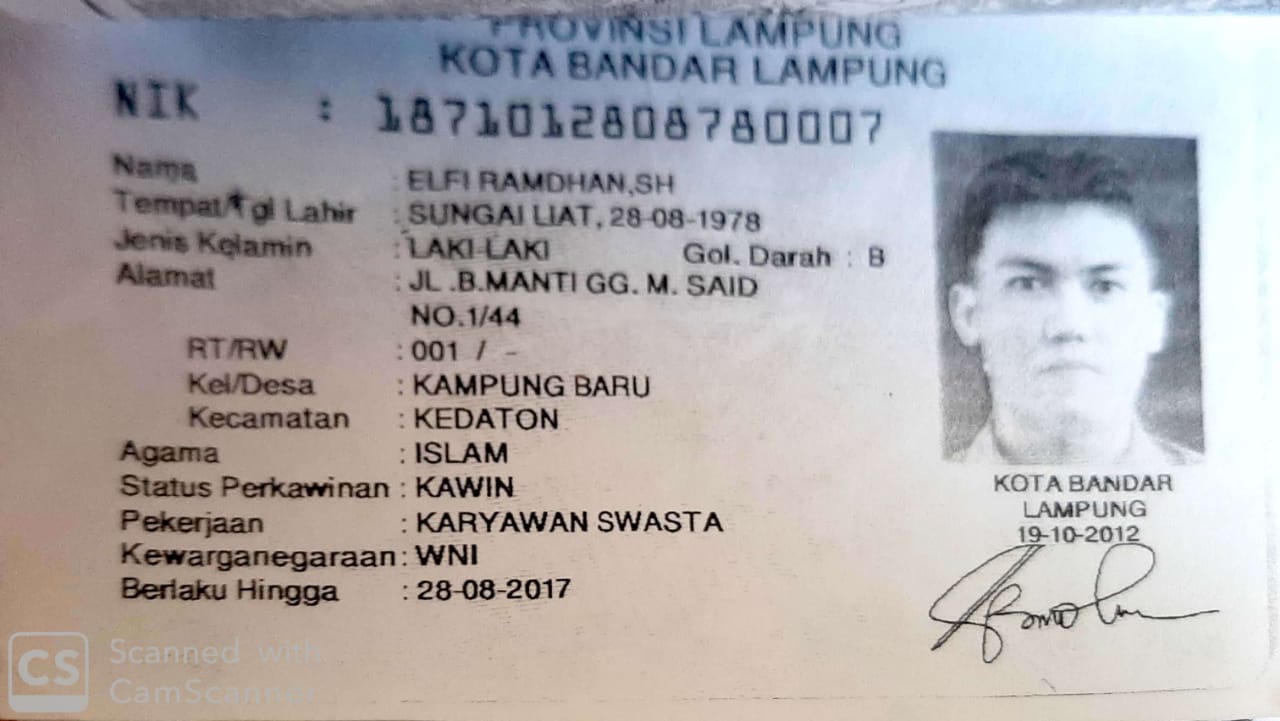 PROVINSI LAMPUNG
KOTA BANDAR LAMPUNG
NIK : 1871012808780007
Nama : ELFI RAMDHAN,SH
Tempat/Tgl Lahir : SUNGAI LIAT, 28-08-1978
Jenis Kelamin : LAKI-LAKI Gol. Darah : B
Alamat : JL .B.MANTI GG. M. SAID
NO.1/44
RT/RW : 001 / -
Kel/Desa : KAMPUNG BARU
Kecamatan : KEDATON
Agama : ISLAM
Status Perkawinan : KAWIN
Pekerjaan : KARYAWAN SWASTA
Kewarganegaraan : WNI
Berlaku Hingga : 28-08-2017
KOTA BANDAR
LAMPUNG
19-10-2012
CS Scanned with
CamScanner